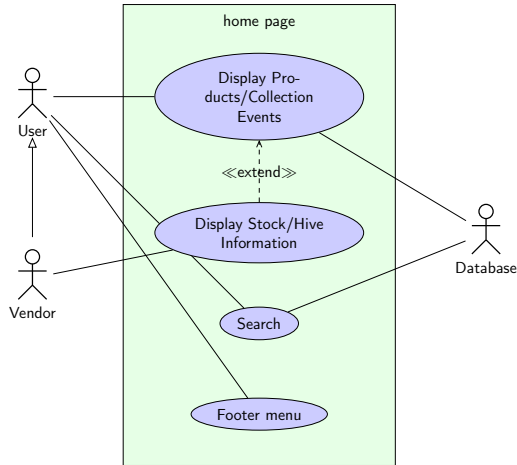 home page
Display Pro-
ducts/Collection
Events
User
≪extend≫
Display Stock/Hive
Information
Vendor
Database
Search
Footer menu